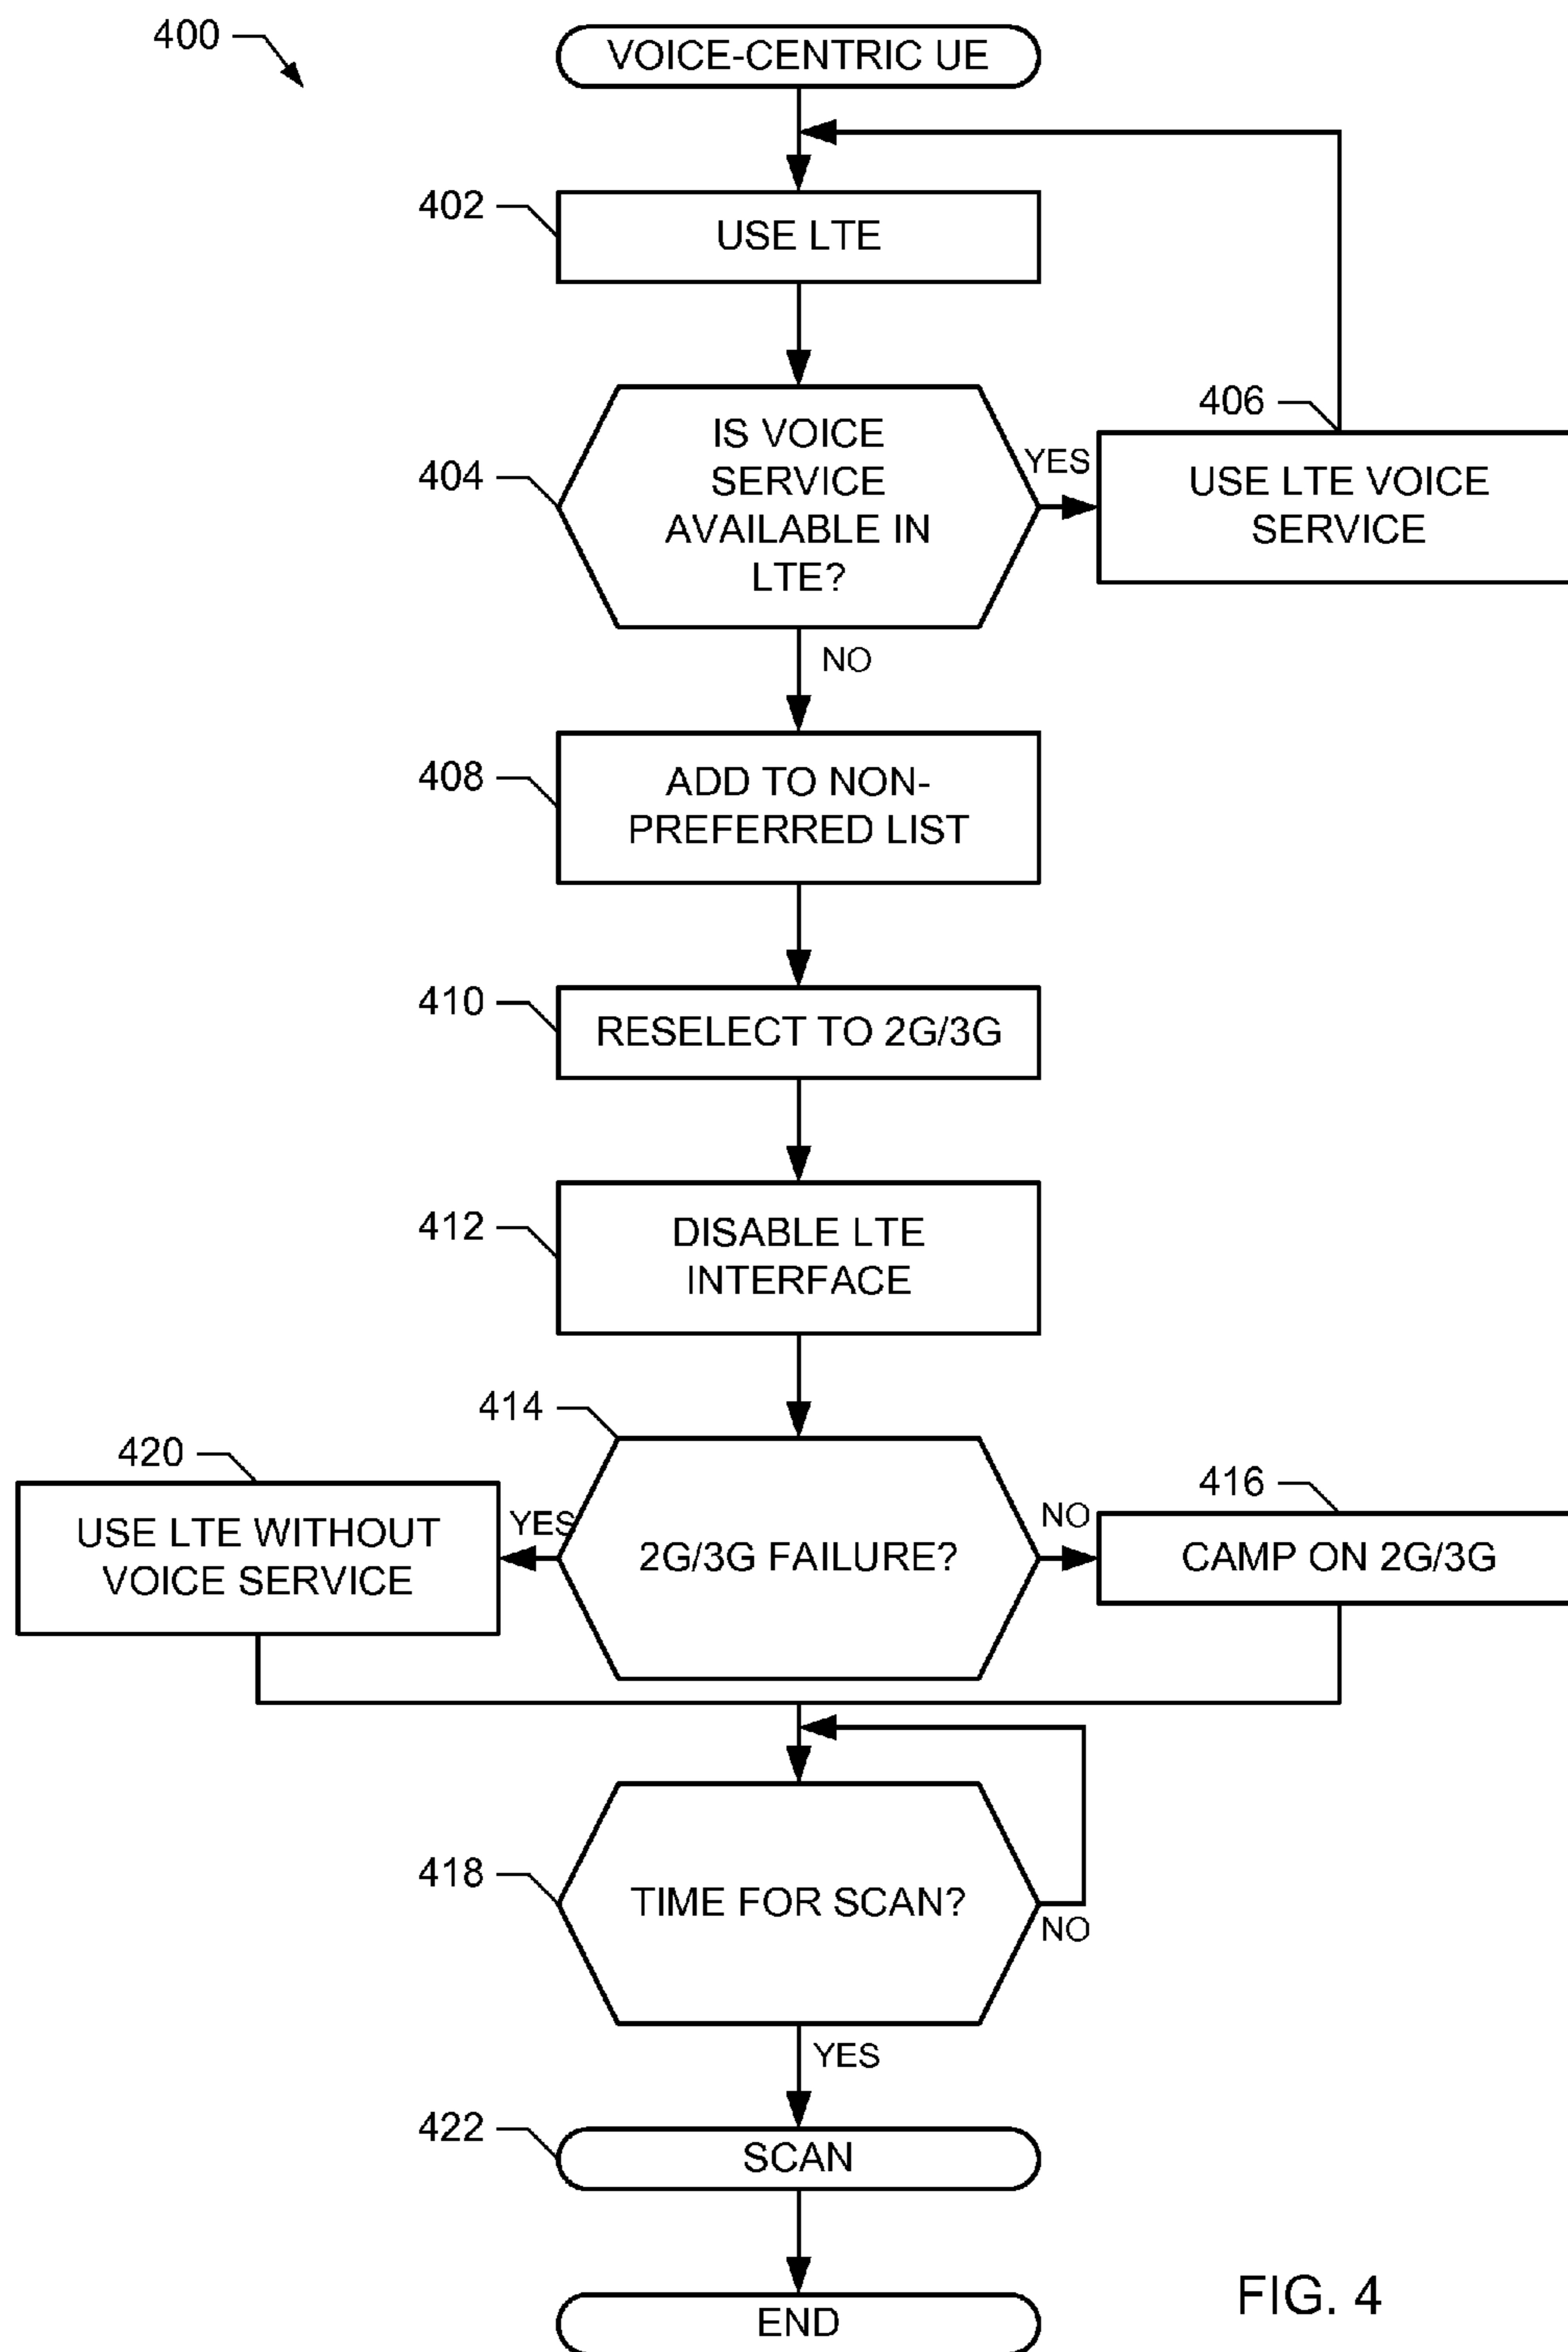 400
VOICE-CENTRIC UE
402
USE LTE
404
IS VOICE
SERVICE
AVAILABLE IN
LTE?
YES
406
USE LTE VOICE
SERVICE
NO
408
ADD TO NON-
PREFERRED LIST
410
RESELECT TO 2G/3G
412
DISABLE LTE
INTERFACE
414
2G/3G FAILURE?
YES
420
USE LTE WITHOUT
VOICE SERVICE
NO
416
CAMP ON 2G/3G
418
TIME FOR SCAN?
NO
YES
422
SCAN
END
FIG. 4